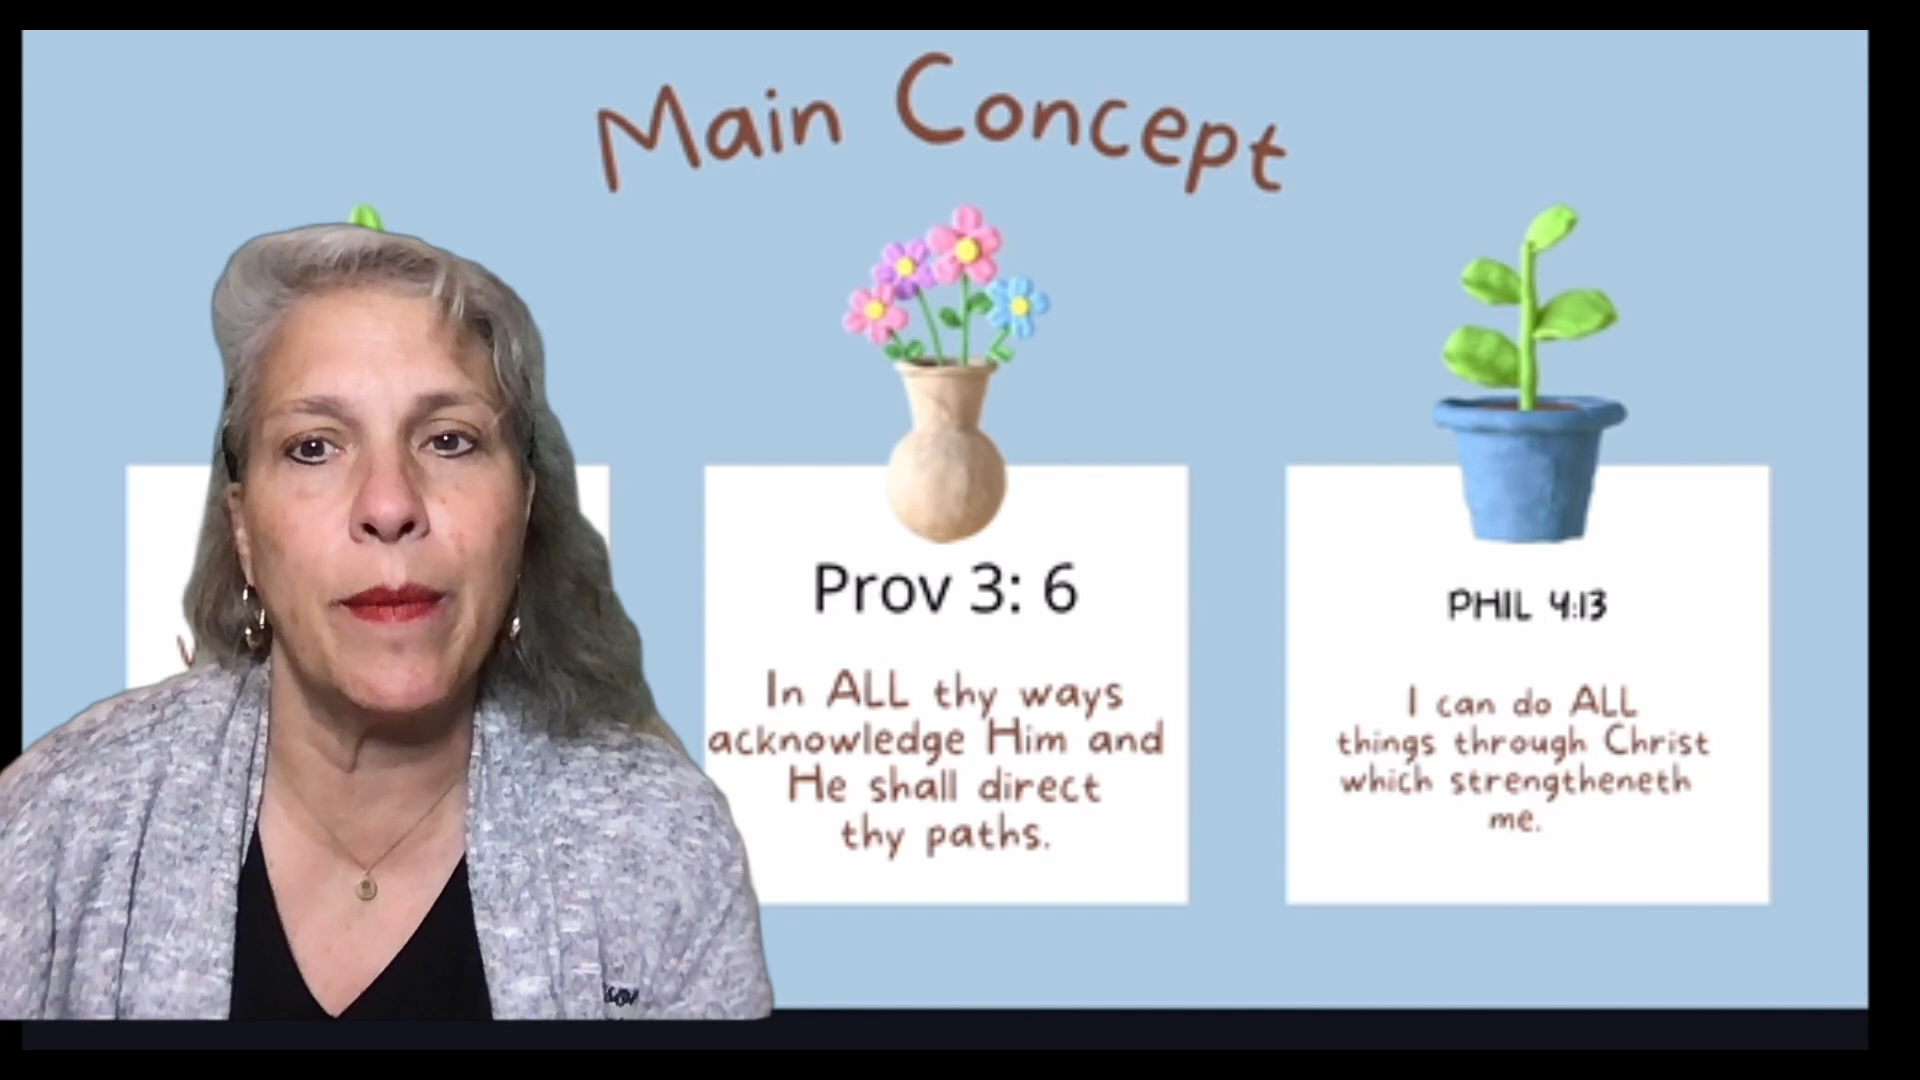 Main Concept
Prov 3: 6
In ALL thy ways
acknowledge Him and
He shall direct
thy paths.
PHIL 4:13
I can do ALL
things through Christ
which strengtheneth
me.